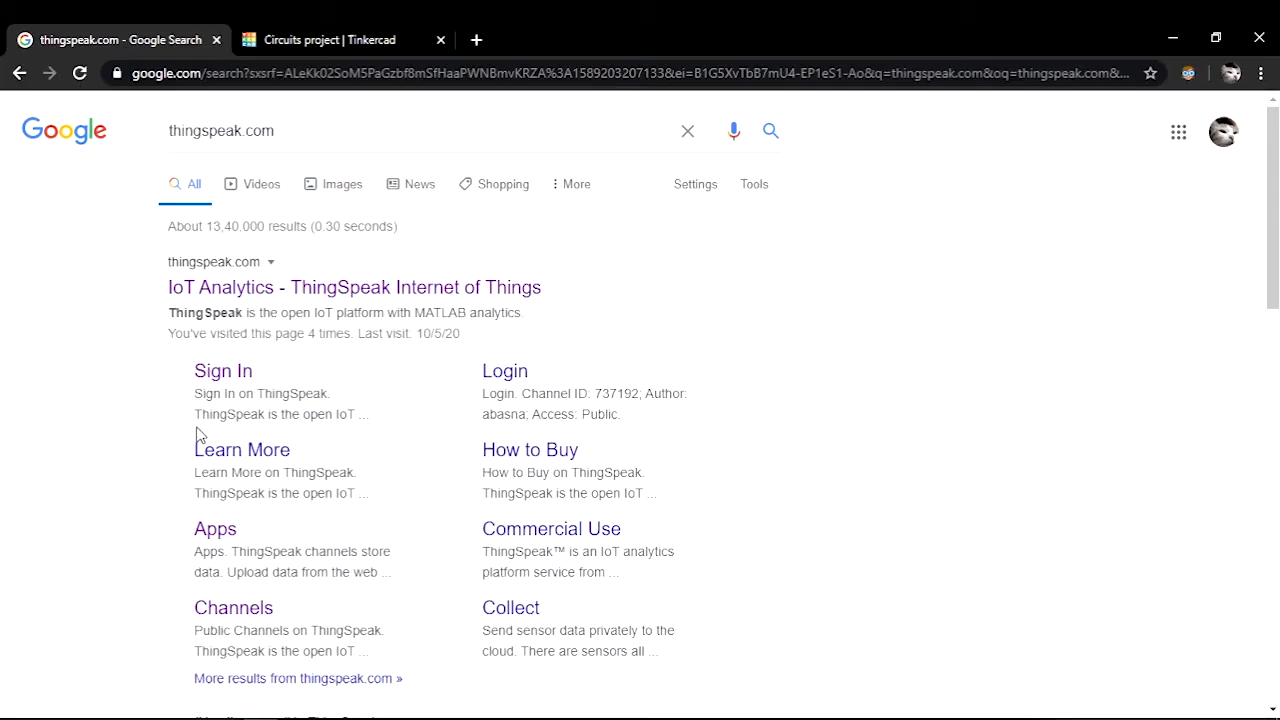 thingspeak.com - Google Search
Circuits project | Tinkercad
google.com/search?sxsrf=ALeKk02SoM5PaGzbf8mSfHaaPWNBmvKRZA%3A1589203207133&ei=B1G5XvTbB7mU4-EP1eS1-Ao&q=thingspeak.com&oq=thingspeak.com&...
Google
thingspeak.com
All
Videos
Images
News
Shopping
More
Settings
Tools
About 13,40,000 results (0.30 seconds)
thingspeak.com
IoT Analytics - ThingSpeak Internet of Things
ThingSpeak is the open IoT platform with MATLAB analytics.
You've visited this page 4 times. Last visit: 10/5/20
Sign In
Sign In on ThingSpeak.
ThingSpeak is the open IoT ...
Login
Login. Channel ID: 737192; Author:
abasna; Access: Public.
Learn More
Learn More on ThingSpeak.
ThingSpeak is the open IoT ...
How to Buy
How to Buy on ThingSpeak.
ThingSpeak is the open IoT ...
Apps
Apps. ThingSpeak channels store
data. Upload data from the web ...
Commercial Use
ThingSpeak™ is an IoT analytics
platform service from ...
Channels
Public Channels on ThingSpeak.
ThingSpeak is the open IoT ...
Collect
Send sensor data privately to the
cloud. There are sensors all ...
More results from thingspeak.com »